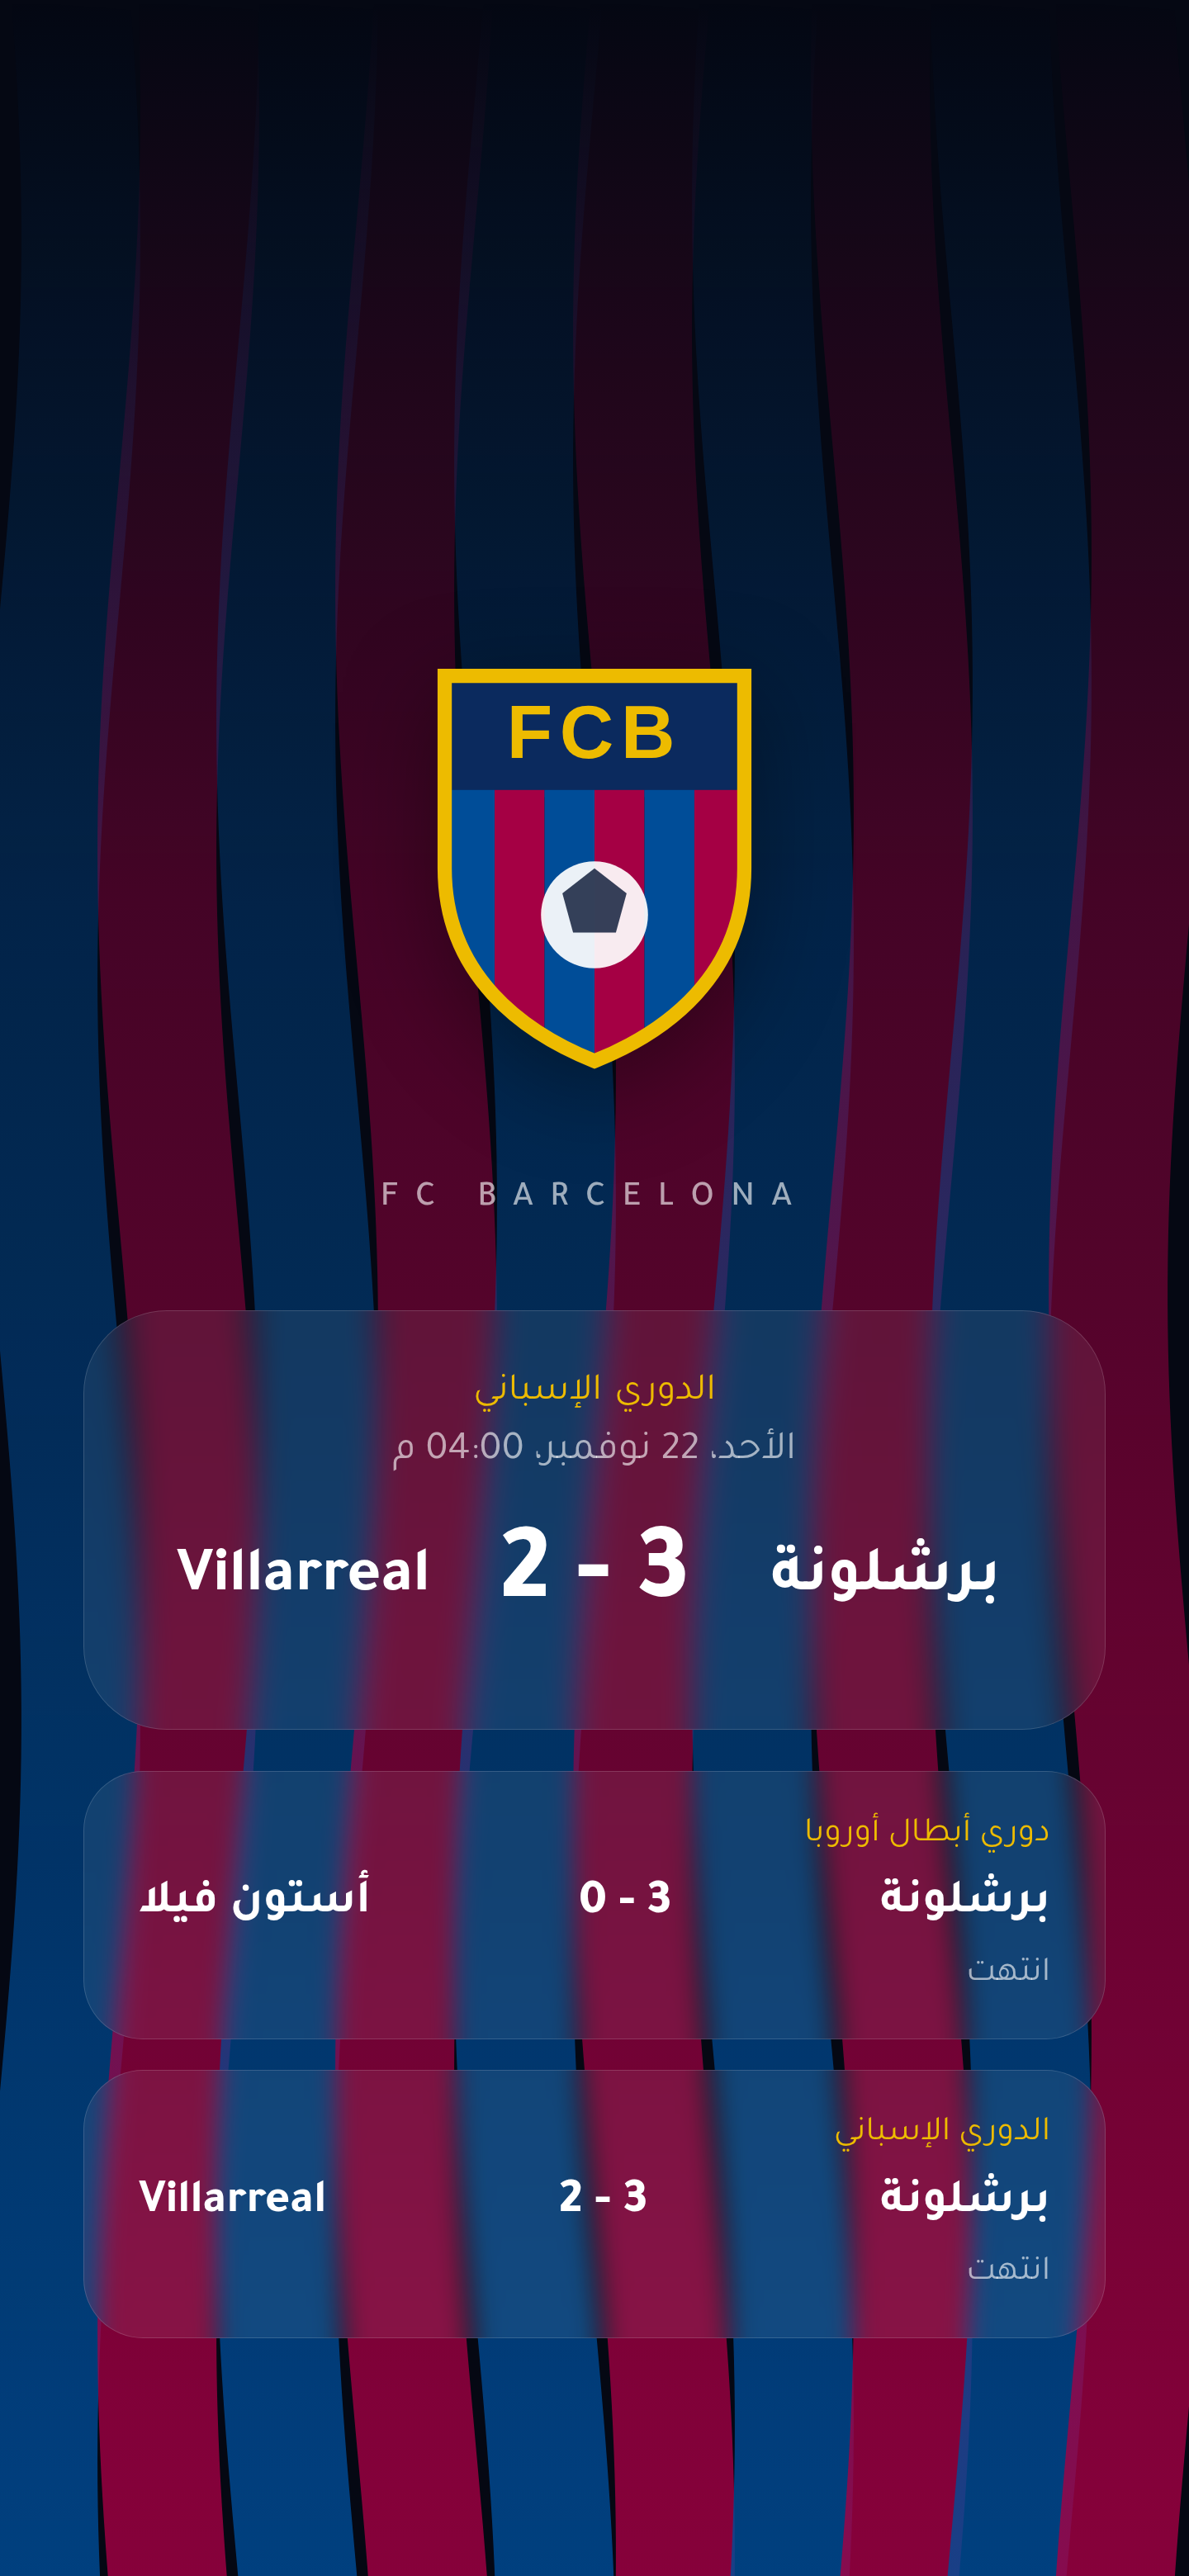 FCB
FC BARCELONA
الدوري الإسباني
الأحد، 22 نوفمبر، 04:00 م
برشلونة 3 - 2 Villarreal
دوري أبطال أوروبا
برشلونة 3 - 0 أستون فيلا
انتهت
الدوري الإسباني
برشلونة 3 - 2 Villarreal
انتهت